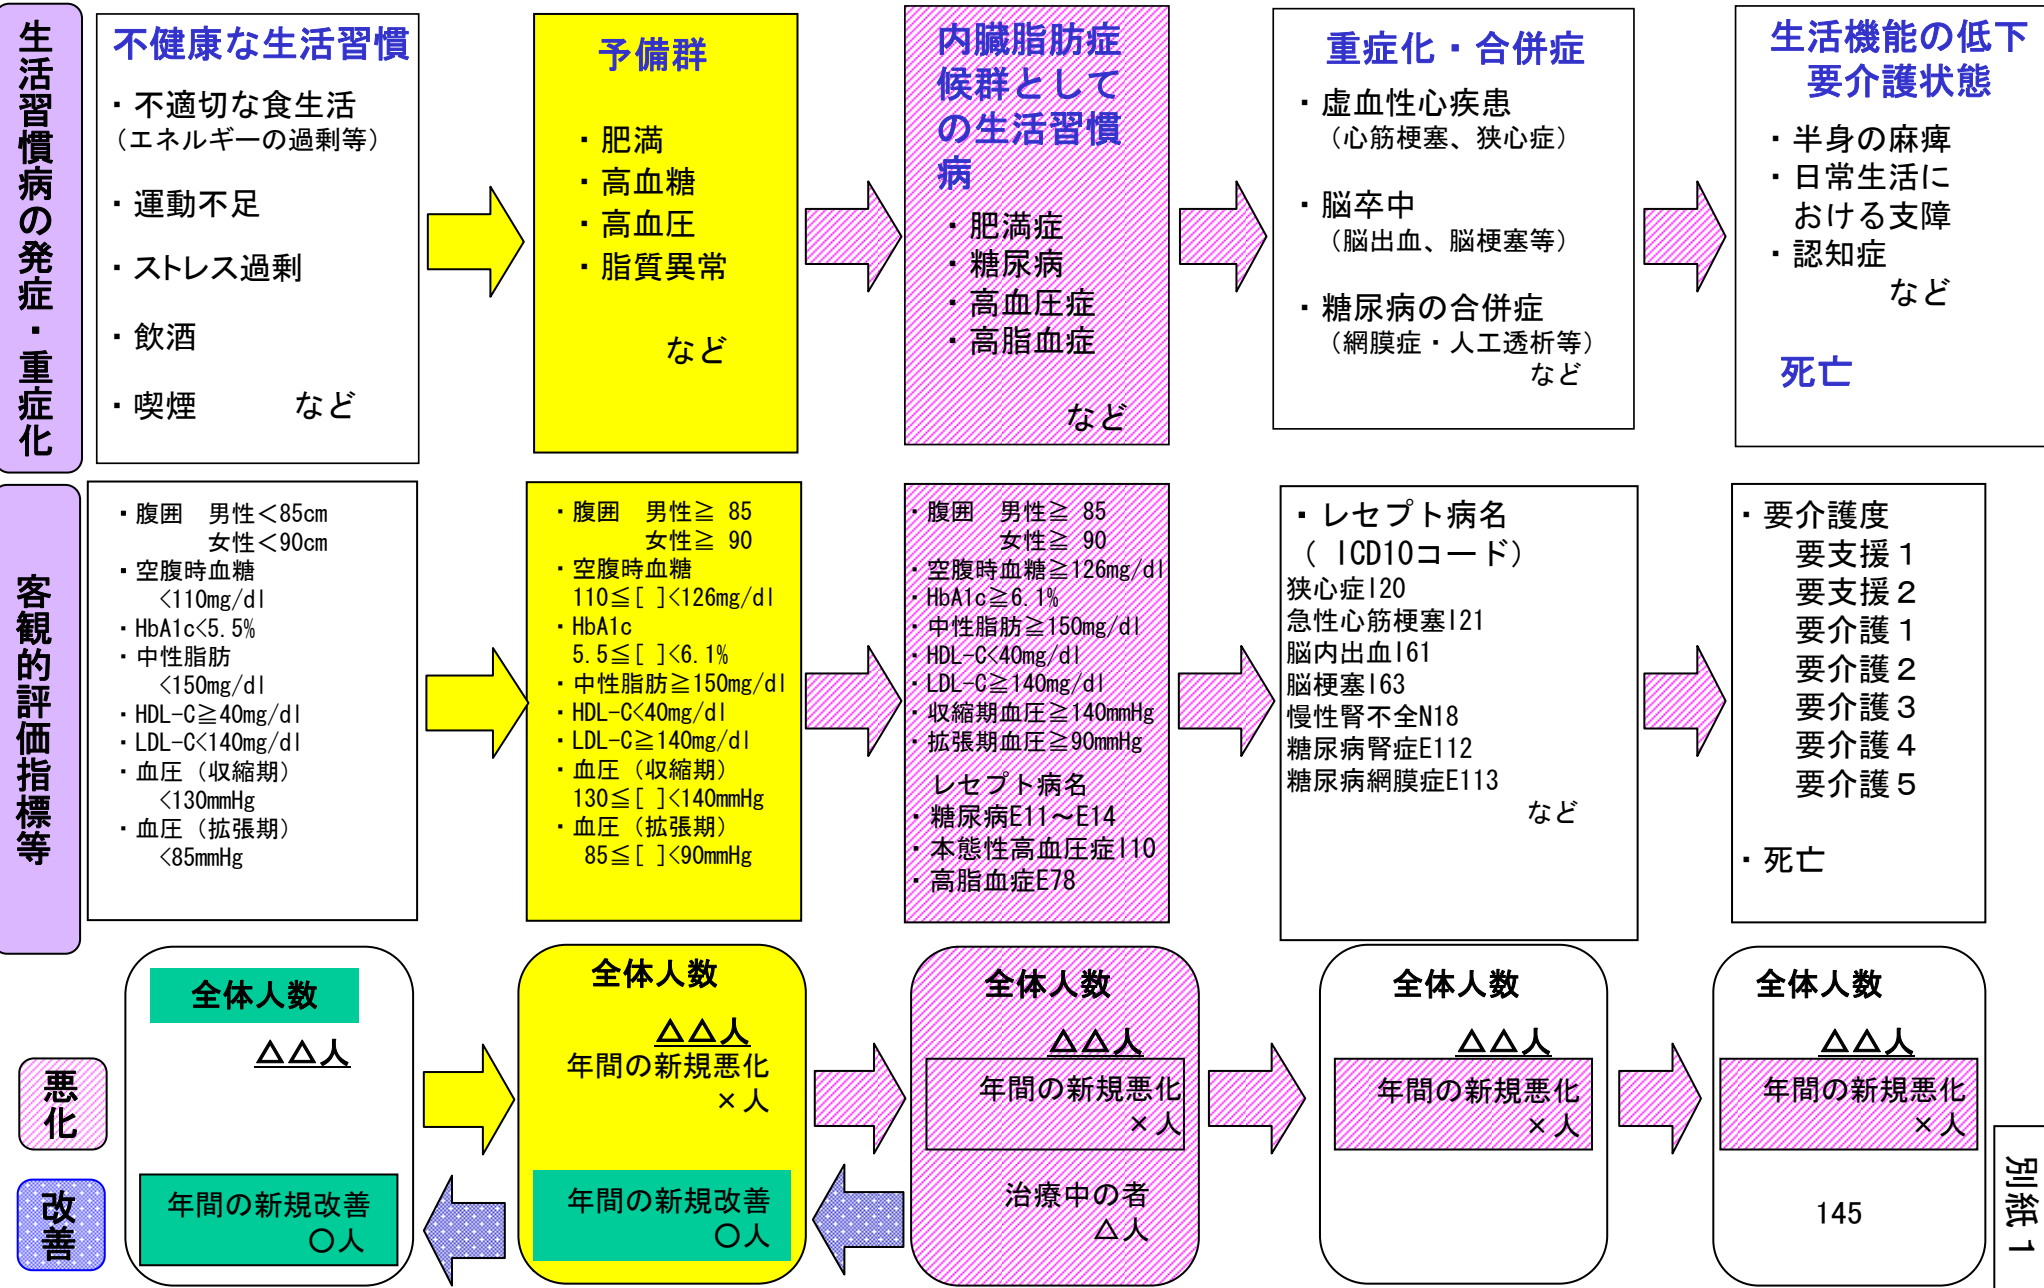 生活習慣病の発症・重症化
不健康な生活習慣
・不適切な食生活
（エネルギーの過剰等）
・運動不足
・ストレス過剰
・飲酒
・喫煙　　　など
予備群
・肥満
・高血糖
・高血圧
・脂質異常
など
内臓脂肪症
候群として
の生活習慣
病
・肥満症
・糖尿病
・高血圧症
・高脂血症
など
重症化・合併症
・虚血性心疾患
（心筋梗塞、狭心症）
・脳卒中
（脳出血、脳梗塞等）
・糖尿病の合併症
（網膜症・人工透析等）
など
生活機能の低下
要介護状態
・半身の麻痺
・日常生活に
おける支障
・認知症
など
死亡
客観的評価指標等
・腹囲　男性＜85cm
女性＜90cm
・空腹時血糖
<110mg/dl
・HbA1c<5.5%
・中性脂肪
<150mg/dl
・HDL-C≧40mg/dl
・LDL-C<140mg/dl
・血圧（収縮期）
<130mmHg
・血圧（拡張期）
<85mmHg
・腹囲　男性≧ 85
女性≧ 90
・空腹時血糖
110≦[ ]<126mg/dl
・HbA1c
5.5≦[ ]<6.1%
・中性脂肪≧150mg/dl
・HDL-C<40mg/dl
・LDL-C≧140mg/dl
・血圧（収縮期）
130≦[ ]<140mmHg
・血圧（拡張期）
85≦[ ]<90mmHg
・腹囲　男性≧ 85
女性≧ 90
・空腹時血糖≧126mg/dl
・HbA1c≧6.1%
・中性脂肪≧150mg/dl
・HDL-C<40mg/dl
・LDL-C≧140mg/dl
・収縮期血圧≧140mmHg
・拡張期血圧≧90mmHg
レセプト病名
・糖尿病E11～E14
・本態性高血圧症I10
・高脂血症E78
・レセプト病名
（ ICD10コード）
狭心症I20
急性心筋梗塞I21
脳内出血I61
脳梗塞I63
慢性腎不全N18
糖尿病腎症E112
糖尿病網膜症E113
など
・要介護度
要支援１
要支援２
要介護１
要介護２
要介護３
要介護４
要介護５
・死亡
悪化
改善
全体人数
△△人
年間の新規改善
〇人
全体人数
△△人
年間の新規悪化
×人
年間の新規改善
〇人
全体人数
△△人
年間の新規悪化
×人
治療中の者
△人
全体人数
△△人
年間の新規悪化
×人
全体人数
△△人
年間の新規悪化
×人
145
別紙１